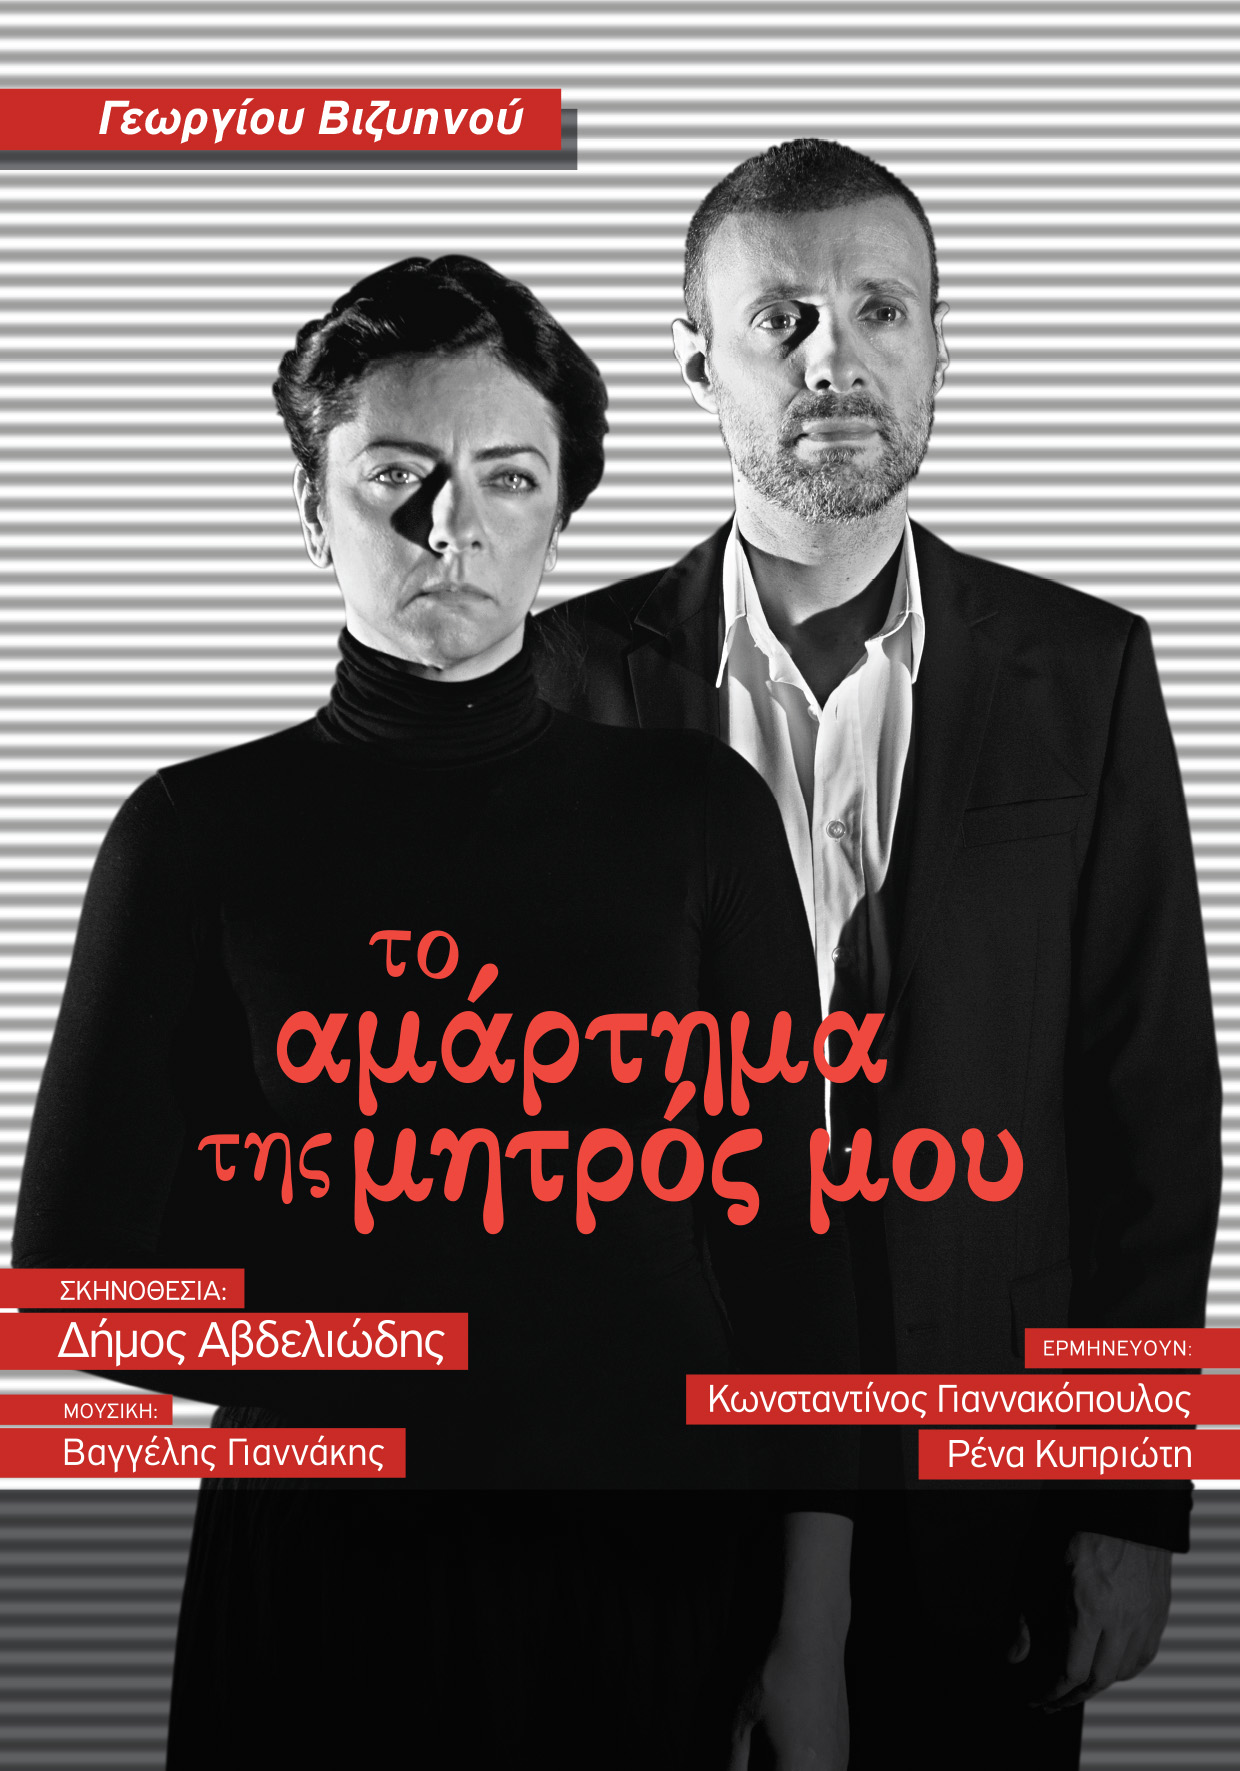 Γεωργίου Βιζυηνού
το
αμάρτημα
της μητρός μου
ΣΚΗΝΟΘΕΣΙΑ:
Δήμος Αβδελιώδης
ΜΟΥΣΙΚΗ:
Βαγγέλης Γιαννάκης
ΕΡΜΗΝΕΥΟΥΝ:
Κωνσταντίνος Γιαννακόπουλος
Ρένα Κυπριώτη